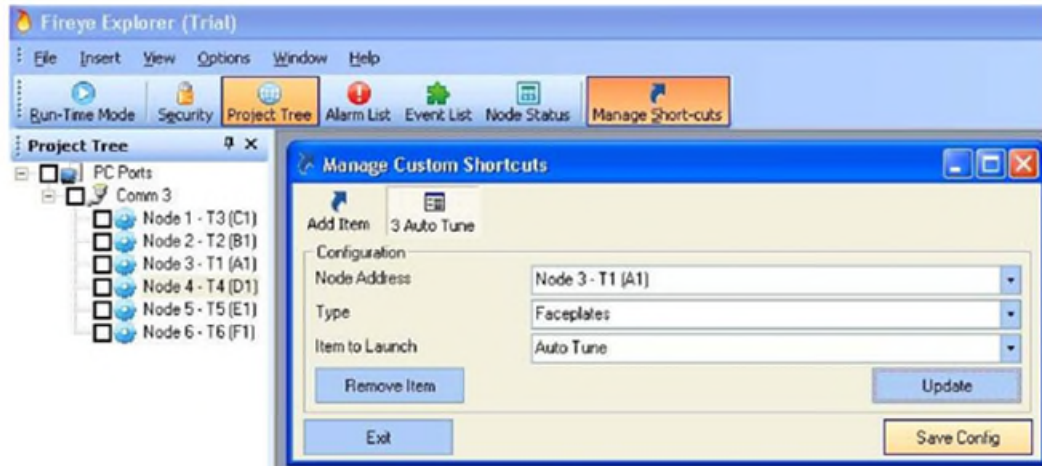 Fireye Explorer (Trial)
File Insert View Options Window Help
Run-Time Mode Security Project Tree Alarm List Event List Node Status Manage Short-cuts
Project Tree
PC Ports
Comm 3
Node 1 - T3 (C1)
Node 2 - T2 (B1)
Node 3 - T1 (A1)
Node 4 - T4 (D1)
Node 5 - T5 (E1)
Node 6 - T6 (F1)
Manage Custom Shortcuts
Add Item 3 Auto Tune
Configuration
Node Address Node 3 - T1 (A1)
Type Faceplates
Item to Launch Auto Tune
Remove Item Update
Exit Save Config